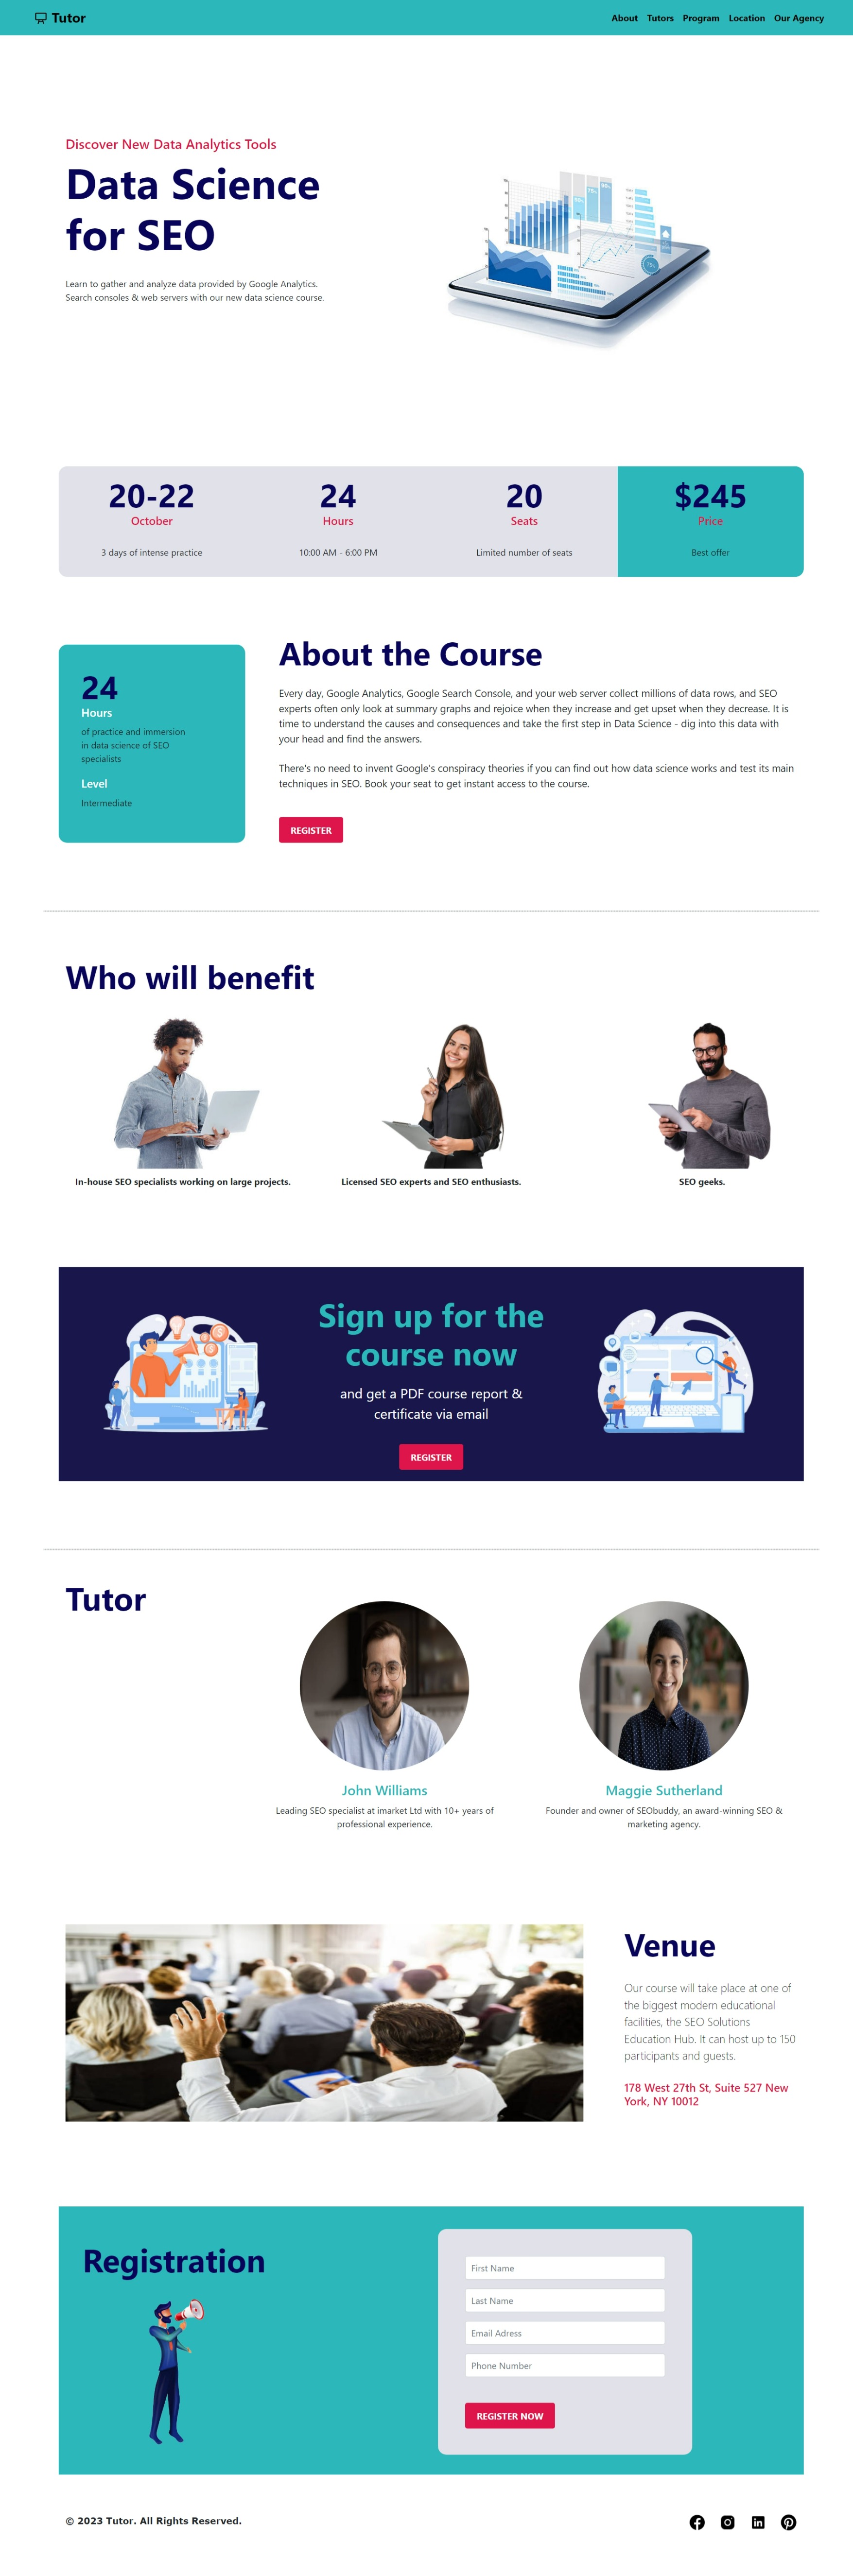 Tutor
About Tutors Program Location Our Agency
Discover New Data Analytics Tools
Data Science
for SEO
Learn to gather and analyze data provided by Google Analytics.
Search consoles & web servers with our new data science course.
20-22
October
3 days of intense practice
24
Hours
10:00 AM - 6:00 PM
20
Seats
Limited number of seats
$245
Price
Best offer
24
Hours
of practice and immersion
in data science of SEO
specialists
Level
Intermediate
About the Course
Every day, Google Analytics, Google Search Console, and your web server collect millions of data rows, and SEO
experts often only look at summary graphs and rejoice when they increase and get upset when they decrease. It is
time to understand the causes and consequences and take the first step in Data Science - dig into this data with
your head and find the answers.
There's no need to invent Google's conspiracy theories if you can find out how data science works and test its main
techniques in SEO. Book your seat to get instant access to the course.
REGISTER
Who will benefit
In-house SEO specialists working on large projects.
Licensed SEO experts and SEO enthusiasts.
SEO geeks.
Sign up for the
course now
and get a PDF course report &
certificate via email
REGISTER
Tutor
John Williams
Leading SEO specialist at imarket Ltd with 10+ years of
professional experience.
Maggie Sutherland
Founder and owner of SEObuddy, an award-winning SEO &
marketing agency.
Venue
Our course will take place at one of
the biggest modern educational
facilities, the SEO Solutions
Education Hub. It can host up to 150
participants and guests.
178 West 27th St, Suite 527 New
York, NY 10012
Registration
First Name
Last Name
Email Adress
Phone Number
REGISTER NOW
© 2023 Tutor. All Rights Reserved.